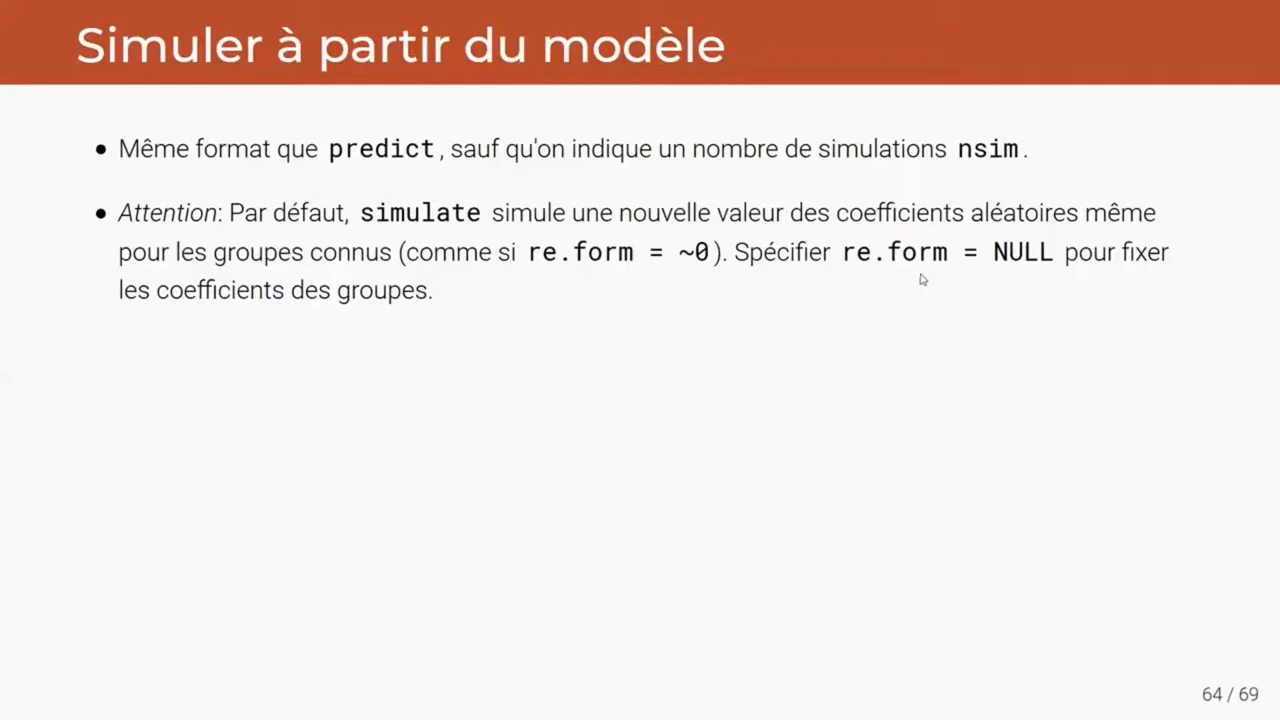 Simuler à partir du modèle
• Même format que predict, sauf qu'on indique un nombre de simulations nsim.
• Attention: Par défaut, simulate simule une nouvelle valeur des coefficients aléatoires même
pour les groupes connus (comme si re.form = ~0). Spécifier re.form = NULL pour fixer
les coefficients des groupes.
64 / 69